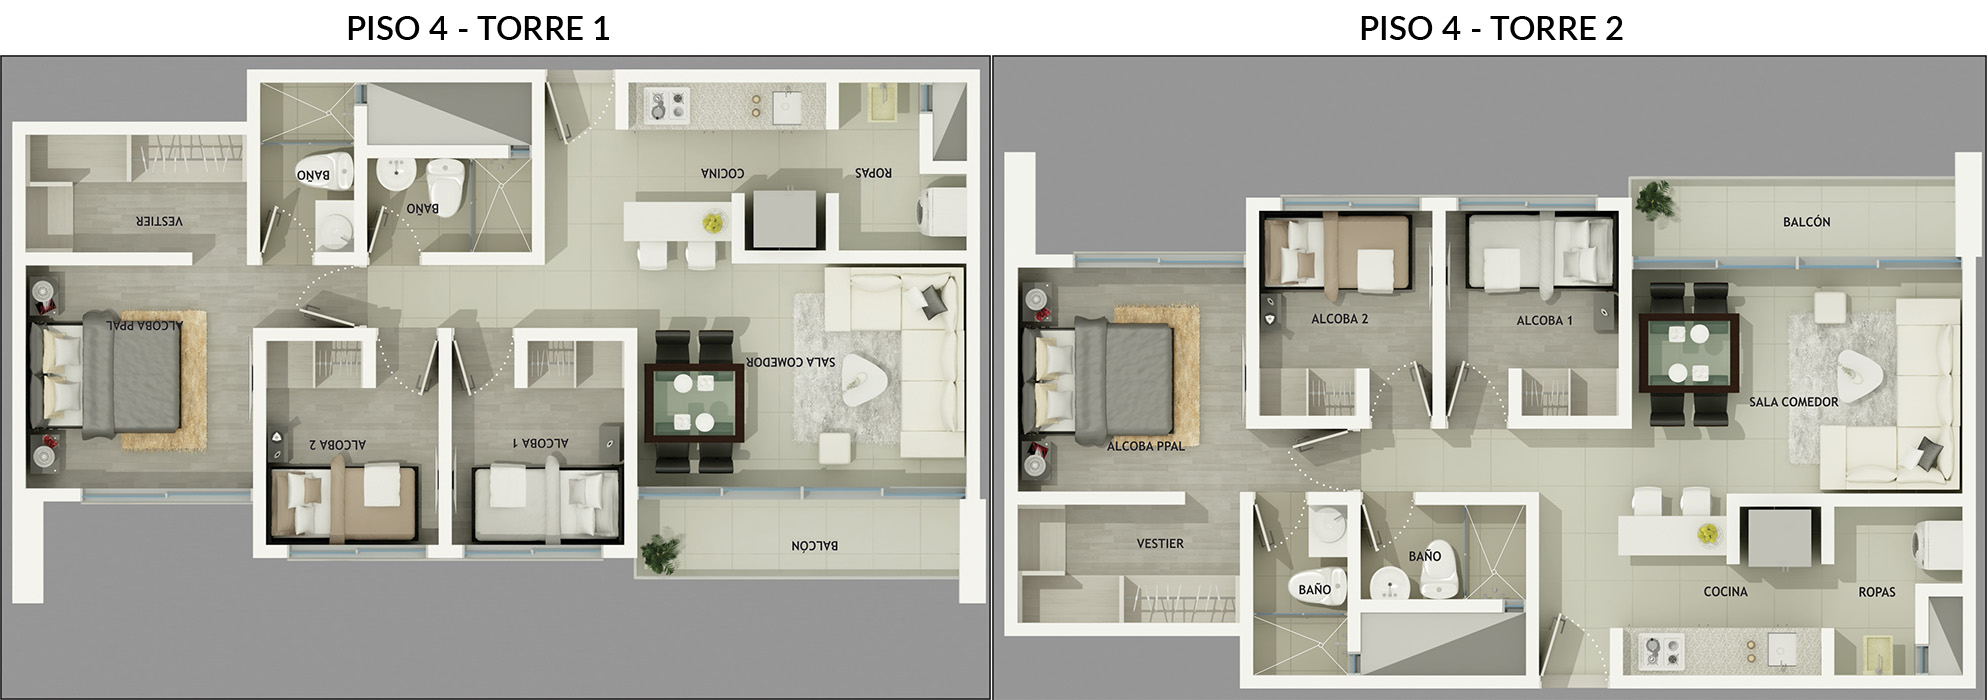 PISO 4 - TORRE 1
BAÑO
COCINA
ROPAS
VESTIER
BAÑO
ALCOBA PPAL
SALA COMEDOR
ALCOBA 2
ALCOBA 1
BALCÓN
PISO 4 - TORRE 2
BALCÓN
ALCOBA 2
ALCOBA 1
SALA COMEDOR
ALCOBA PPAL
VESTIER
BAÑO
BAÑO
COCINA
ROPAS